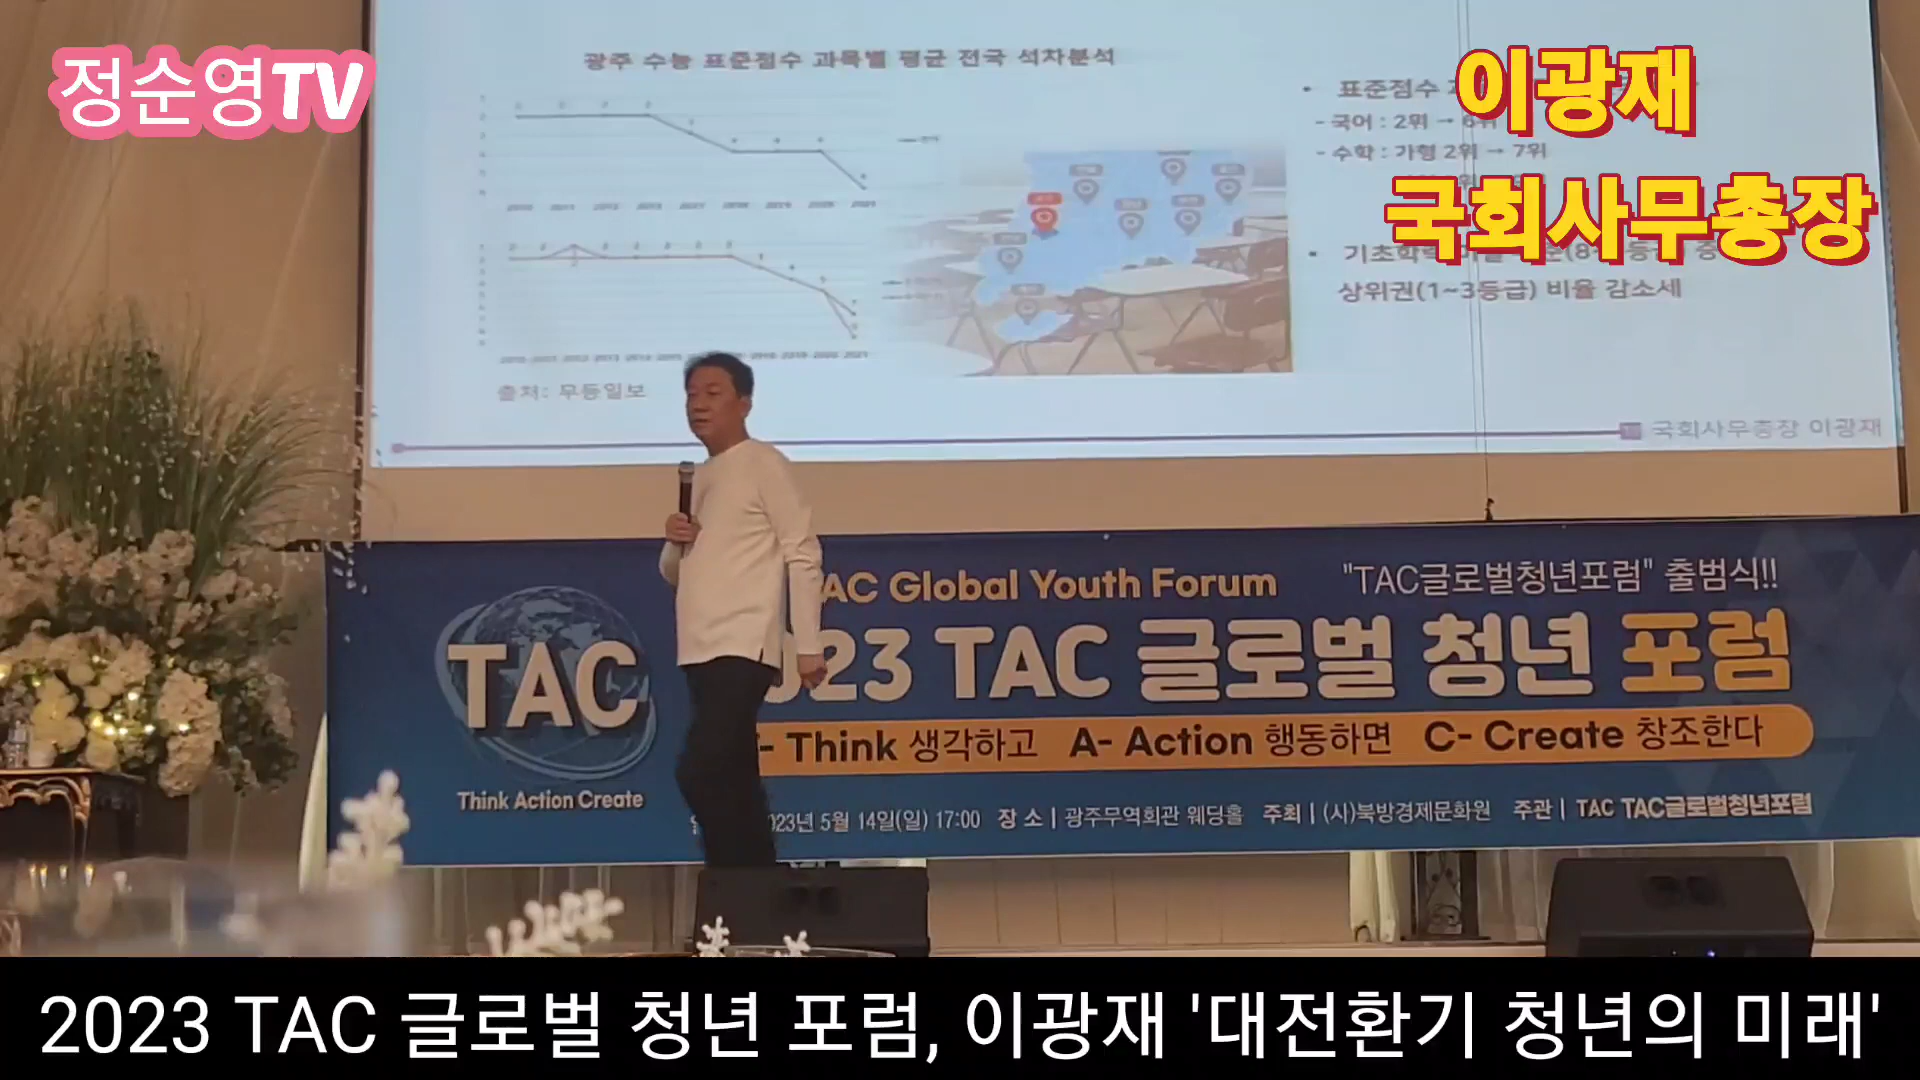 정순영TV
이광재
국회사무총장
광주 수능 표준점수 과목별 평균 전국 석차분석
• 표준점수
- 국어 : 2위 →
- 수학 : 가형 2위 → 7위
상위권(1~3등급) 비율 감소세
출처: 무등일보
국회사무총장 이광재
AC Global Youth Forum
"TAC글로벌청년포럼" 출범식!!
TAC
Think Action Create
023 TAC 글로벌 청년 포럼
- Think 생각하고 A- Action 행동하면 C- Create 창조한다
023년 5월 14일(일) 17:00 장 소 | 광주무역회관 웨딩홀 주최 | (사)북방경제문화원 주관 | TAC TAC글로벌청년포럼
2023 TAC 글로벌 청년 포럼, 이광재 '대전환기 청년의 미래'